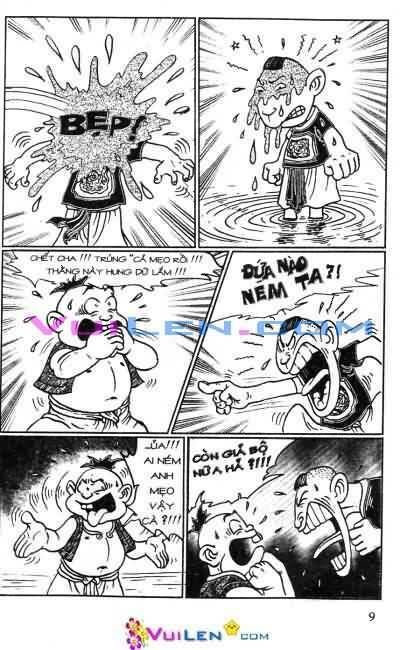 BẸP!
CHẾT CHA !!! TRÚNG "CẢ MẸO RỒI !!!
THẰNG NÀY HUNG DỮ LẮM !!!
ĐỨA NÀO
NÉM TA ?!
VuiLen.com
...ỦA!!!
AI NÉM
ANH
MẸO
VẬY
CÀ ?!!!
CÒN GIẢ BỘ
NỮA HẢ ?!!!
9
VuiLen.com